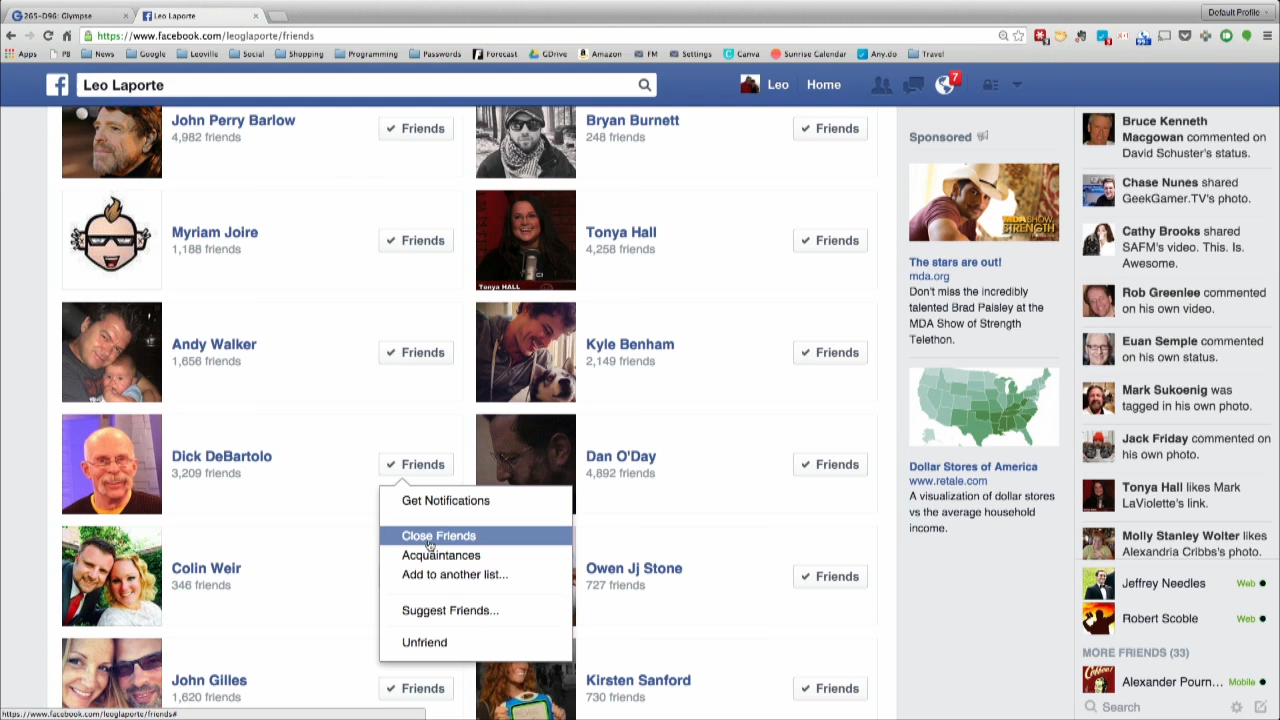 265-D96: Glympse
Leo Laporte
Default Profile
https://www.facebook.com/leoglaporte/friends
Apps PB News Google Leoville Social Shopping Programming Passwords Forecast GDrive Amazon FM Settings Canva Sunrise Calendar Any.do Travel
Leo Laporte
Leo Home 7
John Perry Barlow
4,982 friends
Friends
Bryan Burnett
248 friends
Friends
Myriam Joire
1,188 friends
Friends
Tonya Hall
4,258 friends
Friends
Tonya HALL
Andy Walker
1,656 friends
Friends
Kyle Benham
2,149 friends
Friends
Dick DeBartolo
3,209 friends
Friends
Dan O'Day
4,892 friends
Friends
Get Notifications
Close Friends
Acquaintances
Add to another list...
Suggest Friends...
Unfriend
Colin Weir
346 friends
Owen Jj Stone
727 friends
Friends
John Gilles
1,620 friends
Friends
Kirsten Sanford
730 friends
Friends
https://www.facebook.com/leoglaporte/friends#
Sponsored
MDA SHOW
STRENGTH
The stars are out!
mda.org
Don't miss the incredibly
talented Brad Paisley at the
MDA Show of Strength
Telethon.
Dollar Stores of America
www.retale.com
A visualization of dollar stores
vs the average household
income.
Bruce Kenneth
Macgowan commented on
David Schuster's status.
Chase Nunes shared
GeekGamer.TV's photo.
Cathy Brooks shared
SAFM's video. This. Is.
Awesome.
Rob Greenlee commented
on his own video.
Euan Semple commented
on his own status.
Mark Sukoenig was
tagged in his own photo.
Jack Friday commented on
his own photo.
Tonya Hall likes Mark
LaViolette's link.
Molly Stanley Wolter likes
Alexandria Cribbs's photo.
Jeffrey Needles Web
Robert Scoble Web
MORE FRIENDS (33)
Alexander Pourn... Mobile
Search